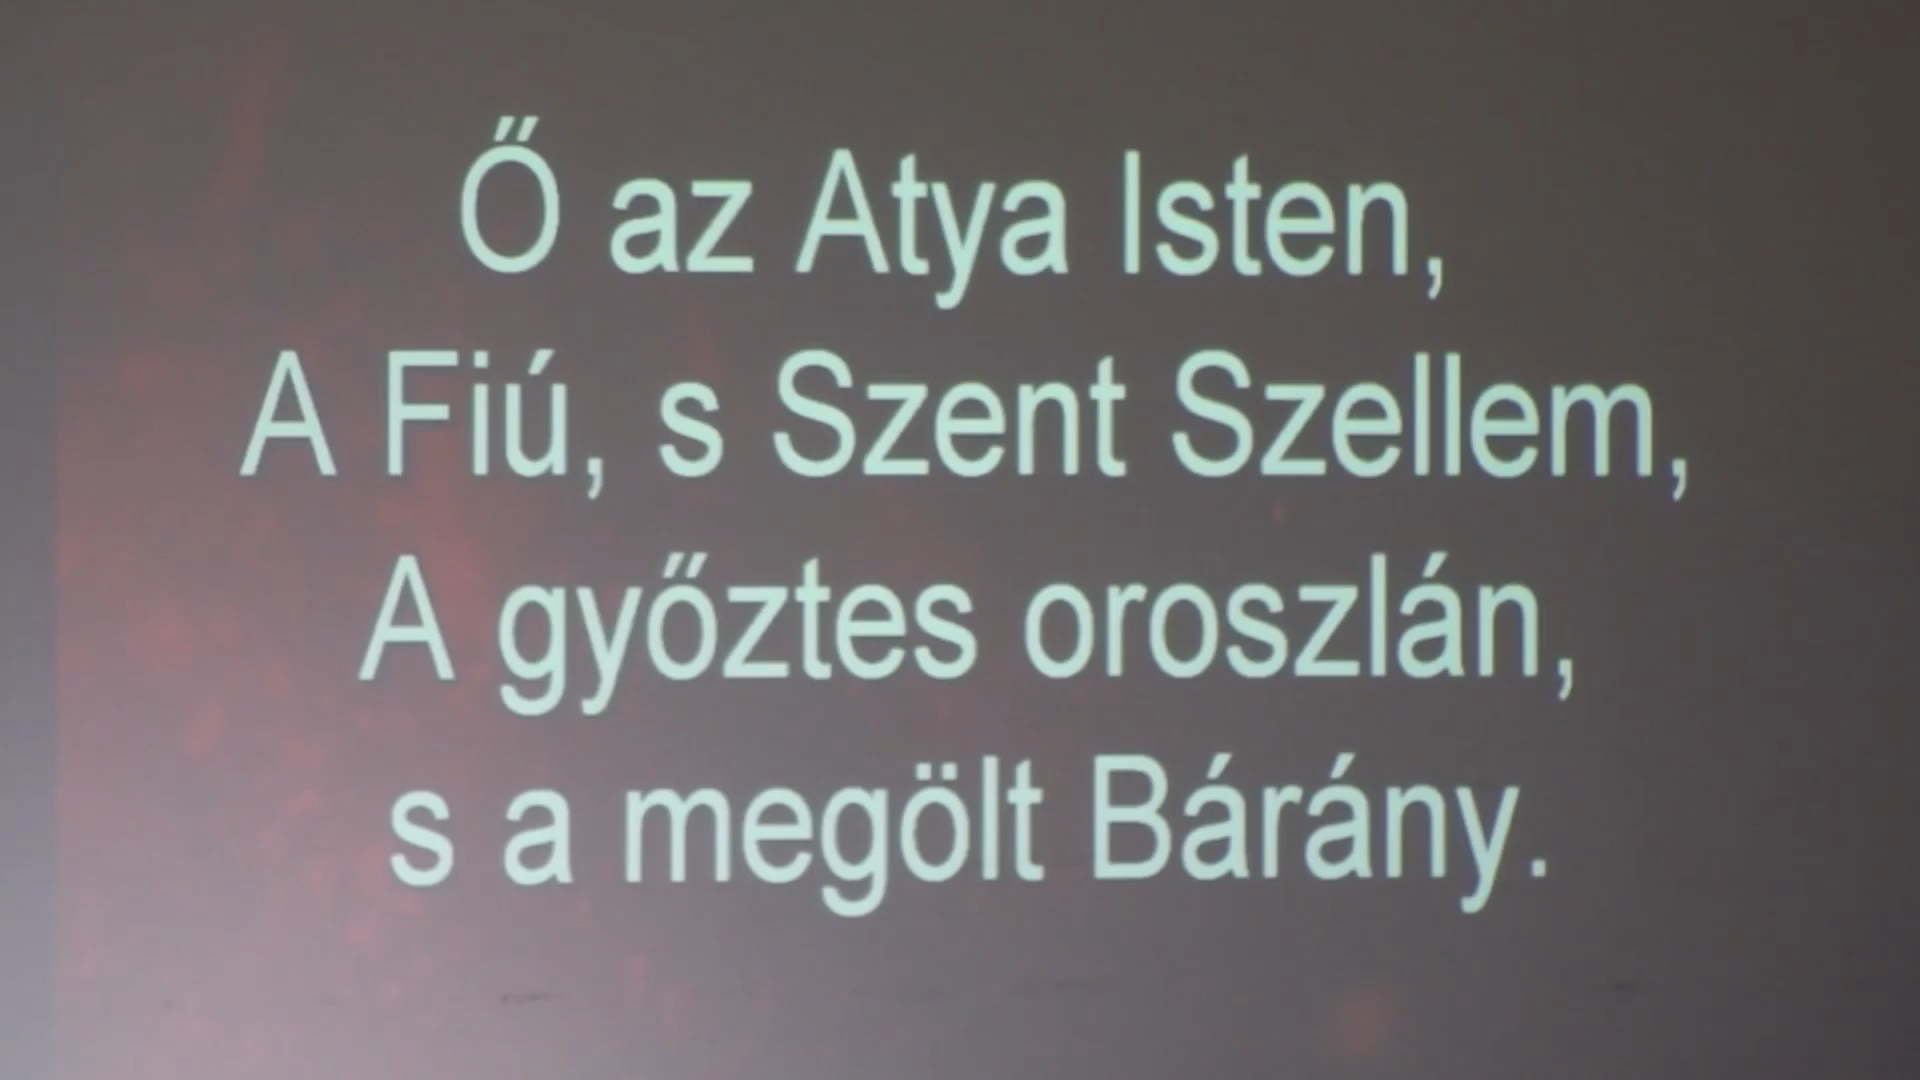 Ő az Atya Isten,
A Fiú, s Szent Szellem,
A győztes oroszlán,
s a megölt Bárány.